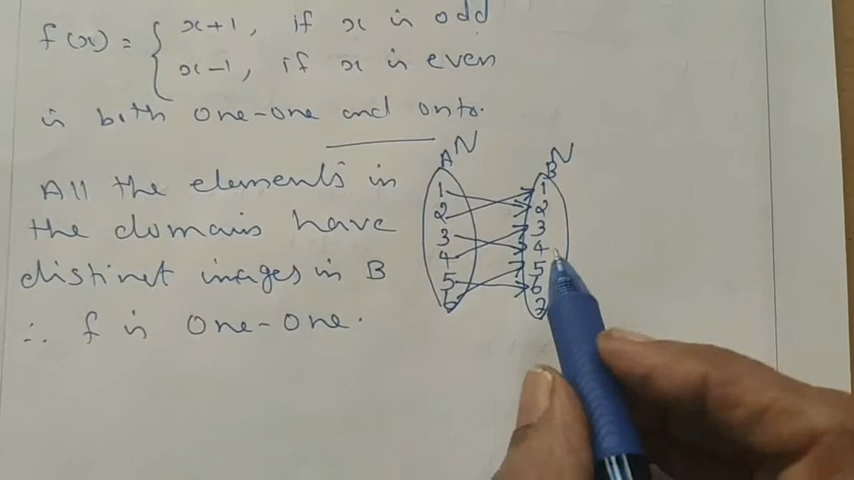 f(x) = { x+1, if x is odd
x-1, if x is even
is both one-one and onto.
A N B N
All the elements in
the domain have
distinct images in B
∴ f is one-one.
1 1
2 2
3 3
4 4
5 5
6 6
7